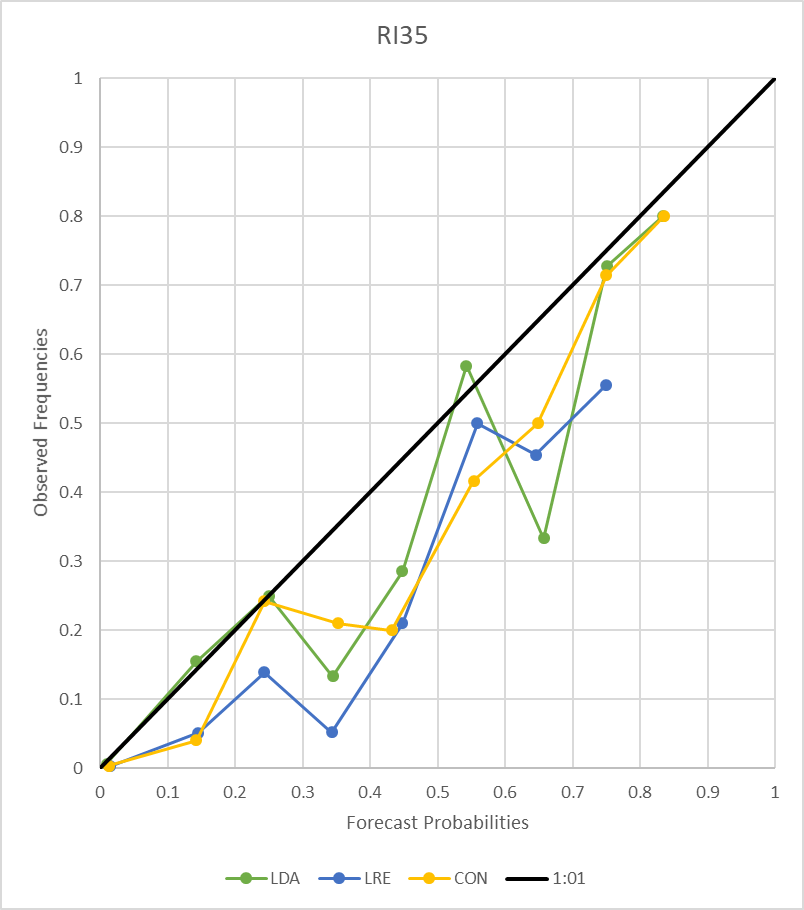 RI35
1
0.9
0.8
0.7
0.6
0.5
0.4
0.3
0.2
0.1
0
Observed Frequencies
0 0.1 0.2 0.3 0.4 0.5 0.6 0.7 0.8 0.9 1
Forecast Probabilities
LDA LRE CON 1:01